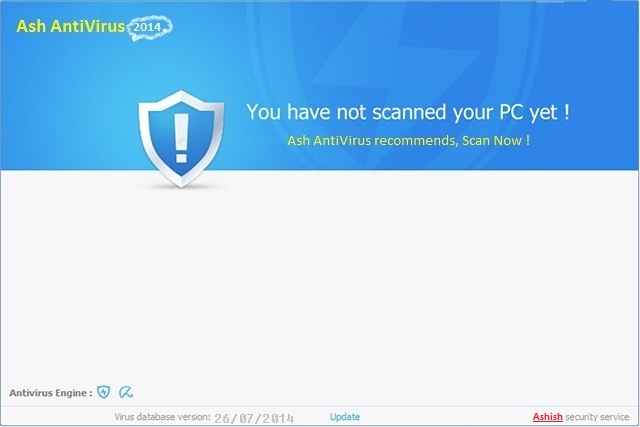 Ash AntiVirus 2014
You have not scanned your PC yet !
Ash AntiVirus recommends, Scan Now !
Antivirus Engine :
Virus database version: 26/07/2014 Update Ashish security service